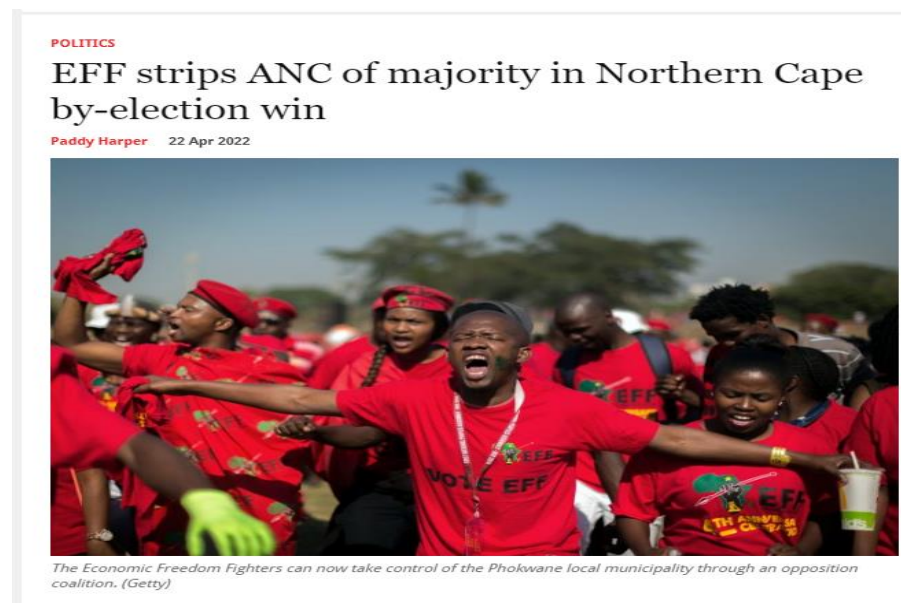 POLITICS
EFF strips ANC of majority in Northern Cape
by-election win
Paddy Harper 22 Apr 2022
EFF
EFF
EFF
VOTE EFF
EFF
The Economic Freedom Fighters can now take control of the Phokwane local municipality through an opposition
coalition. (Getty)